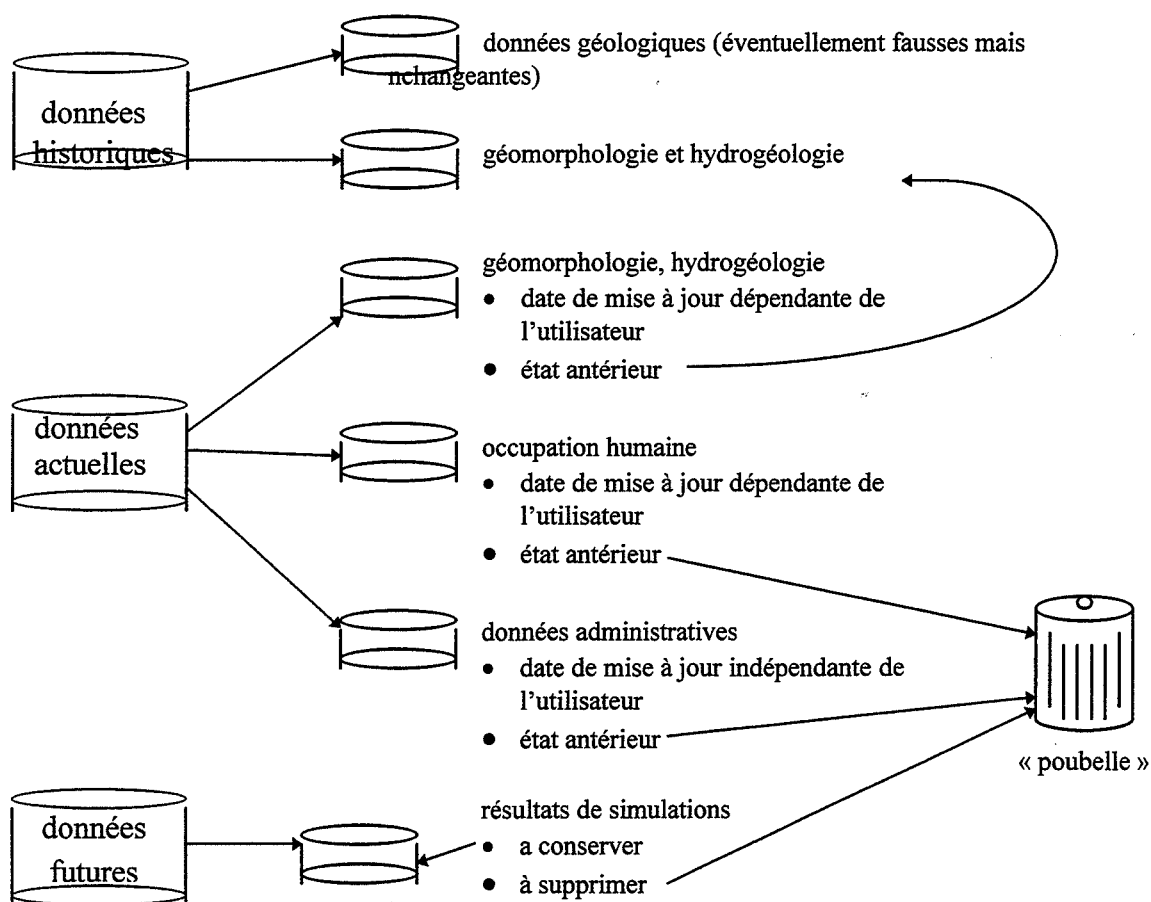 données géologiques (éventuellement fausses mais
nchangeantes)
données
historiques
géomorphologie et hydrogéologie
géomorphologie, hydrogéologie
• date de mise à jour dépendante de
l’utilisateur
• état antérieur
données
actuelles
occupation humaine
• date de mise à jour dépendante de
l’utilisateur
• état antérieur
données administratives
• date de mise à jour indépendante de
l’utilisateur
• état antérieur
« poubelle »
données
futures
résultats de simulations
• a conserver
• à supprimer